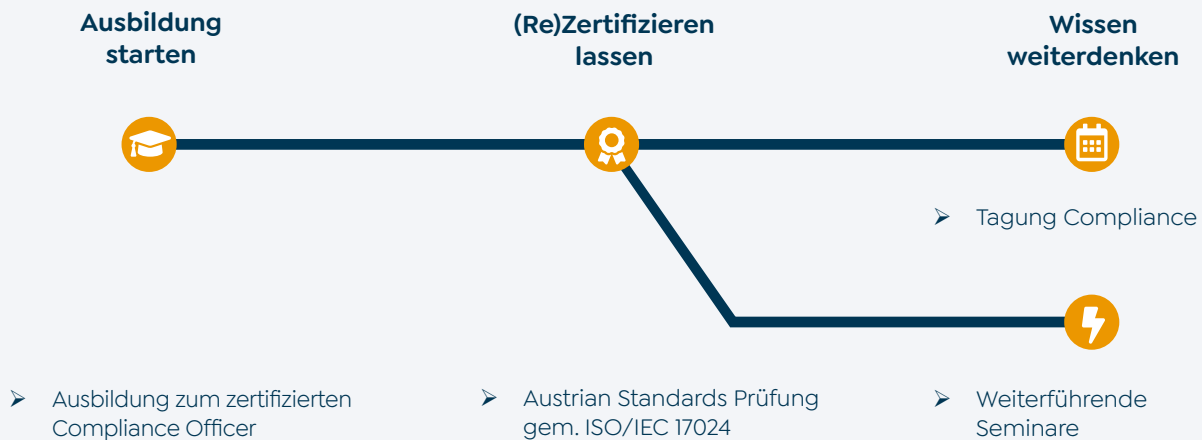 Ausbildung
starten
(Re)Zertifizieren
lassen
Wissen
weiterdenken
➢ Tagung Compliance
➢ Ausbildung zum zertifizierten
Compliance Officer
➢ Austrian Standards Prüfung
gem. ISO/IEC 17024
➢ Weiterführende
Seminare